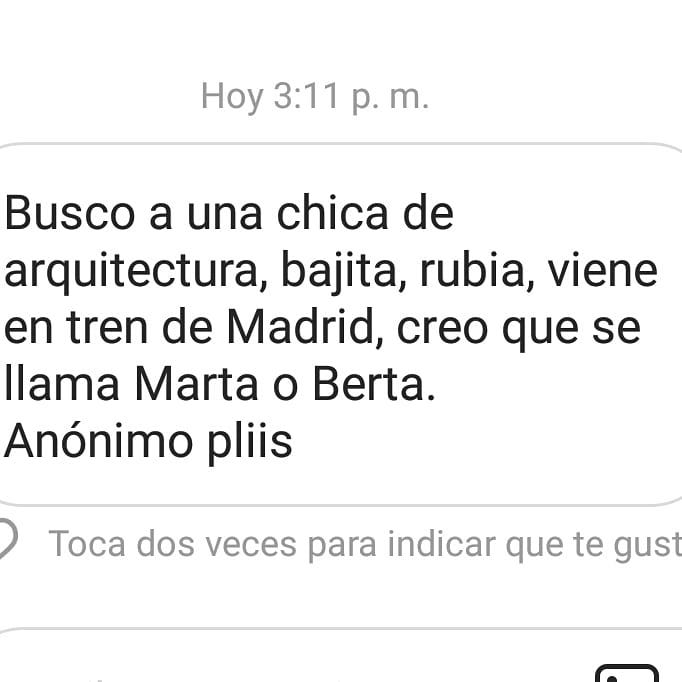 Hoy 3:11 p. m.
Busco a una chica de
arquitectura, bajita, rubia, viene
en tren de Madrid, creo que se
llama Marta o Berta.
Anónimo pliis
Toca dos veces para indicar que te gust